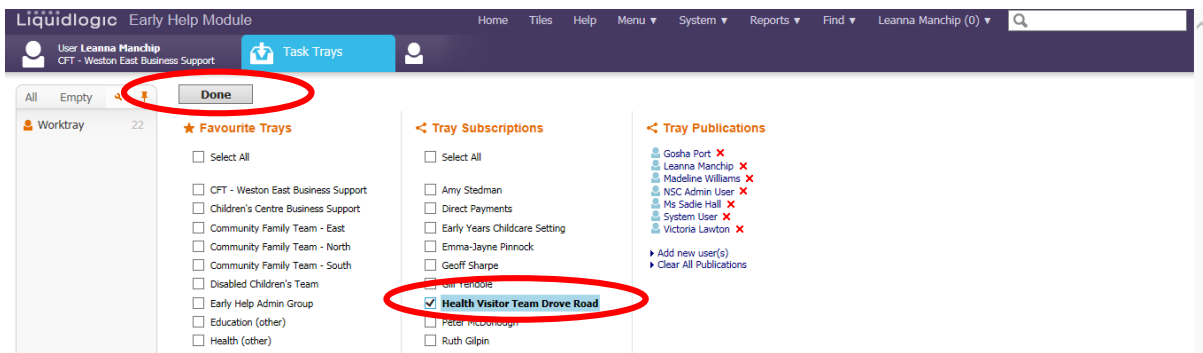 Liquidlogic Early Help Module Home Tiles Help Menu ▼ System ▼ Reports ▼ Find ▼ Leanna Manchip (0) ▼
User Leanna Manchip
CFT - Weston East Business Support
Task Trays
All Empty
Done
Worktray 22
Favourite Trays
Select All
CFT - Weston East Business Support
Children's Centre Business Support
Community Family Team - East
Community Family Team - North
Community Family Team - South
Disabled Children's Team
Early Help Admin Group
Education (other)
Health (other)
Tray Subscriptions
Select All
Amy Stedman
Direct Payments
Early Years Childcare Setting
Emma-Jayne Pinnock
Geoff Sharpe
Gill Yendole
Health Visitor Team Drove Road
Peter McDonough
Ruth Gilpin
Tray Publications
Gosha Port
Leanna Manchip
Madeline Williams
NSC Admin User
Ms Sadie Hall
System User
Victoria Lawton
Add new user(s)
Clear All Publications